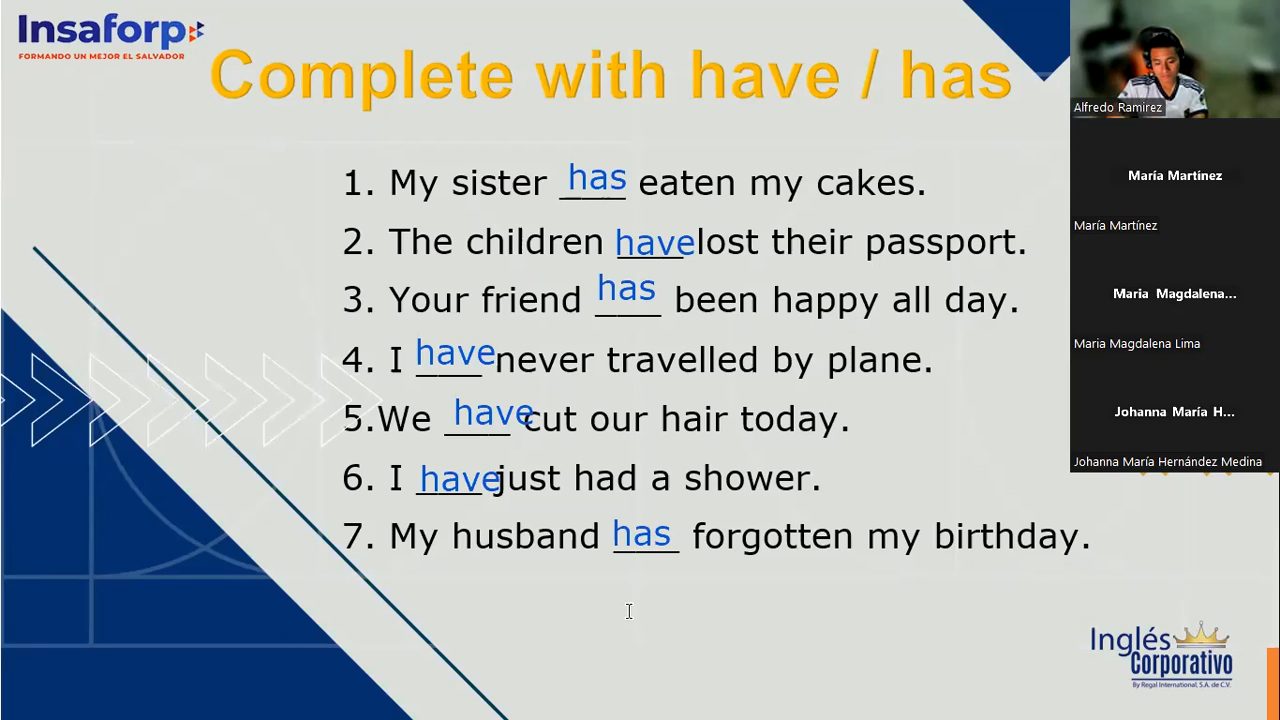 Insaforp
FORMANDO UN MEJOR EL SALVADOR
Complete with have / has
1. My sister has eaten my cakes.
2. The children have lost their passport.
3. Your friend has been happy all day.
4. I have never travelled by plane.
5.We have cut our hair today.
6. I have just had a shower.
7. My husband has forgotten my birthday.
Alfredo Ramirez
María Martínez
María Martínez
Maria Magdalena...
Maria Magdalena Lima
Johanna María H...
Johanna María Hernández Medina
Inglés
Corporativo
By Regal International, S.A. de C.V.